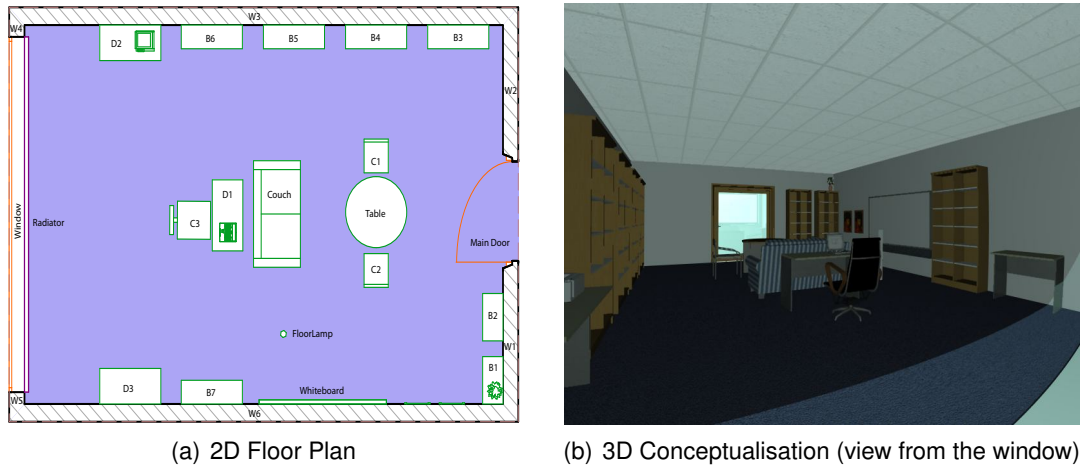 W3
W4
D2
B6
B5
B4
B3
W2
C1
Couch
D1
Window
Radiator
C3
Table
Main Door
C2
B2
FloorLamp
W1
B1
D3
B7
Whiteboard
W5
W6
(a) 2D Floor Plan
(b) 3D Conceptualisation (view from the window)